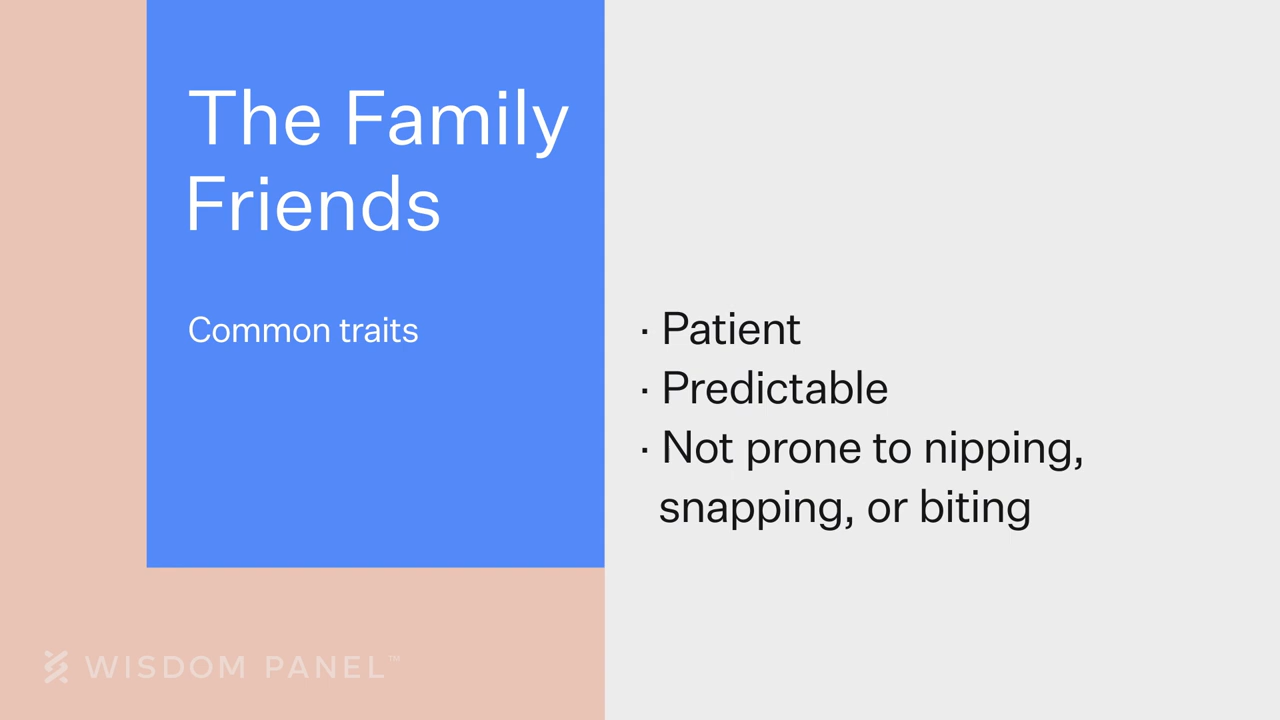 The Family
Friends
Common traits
· Patient
· Predictable
· Not prone to nipping,
snapping, or biting
WISDOM PANEL™